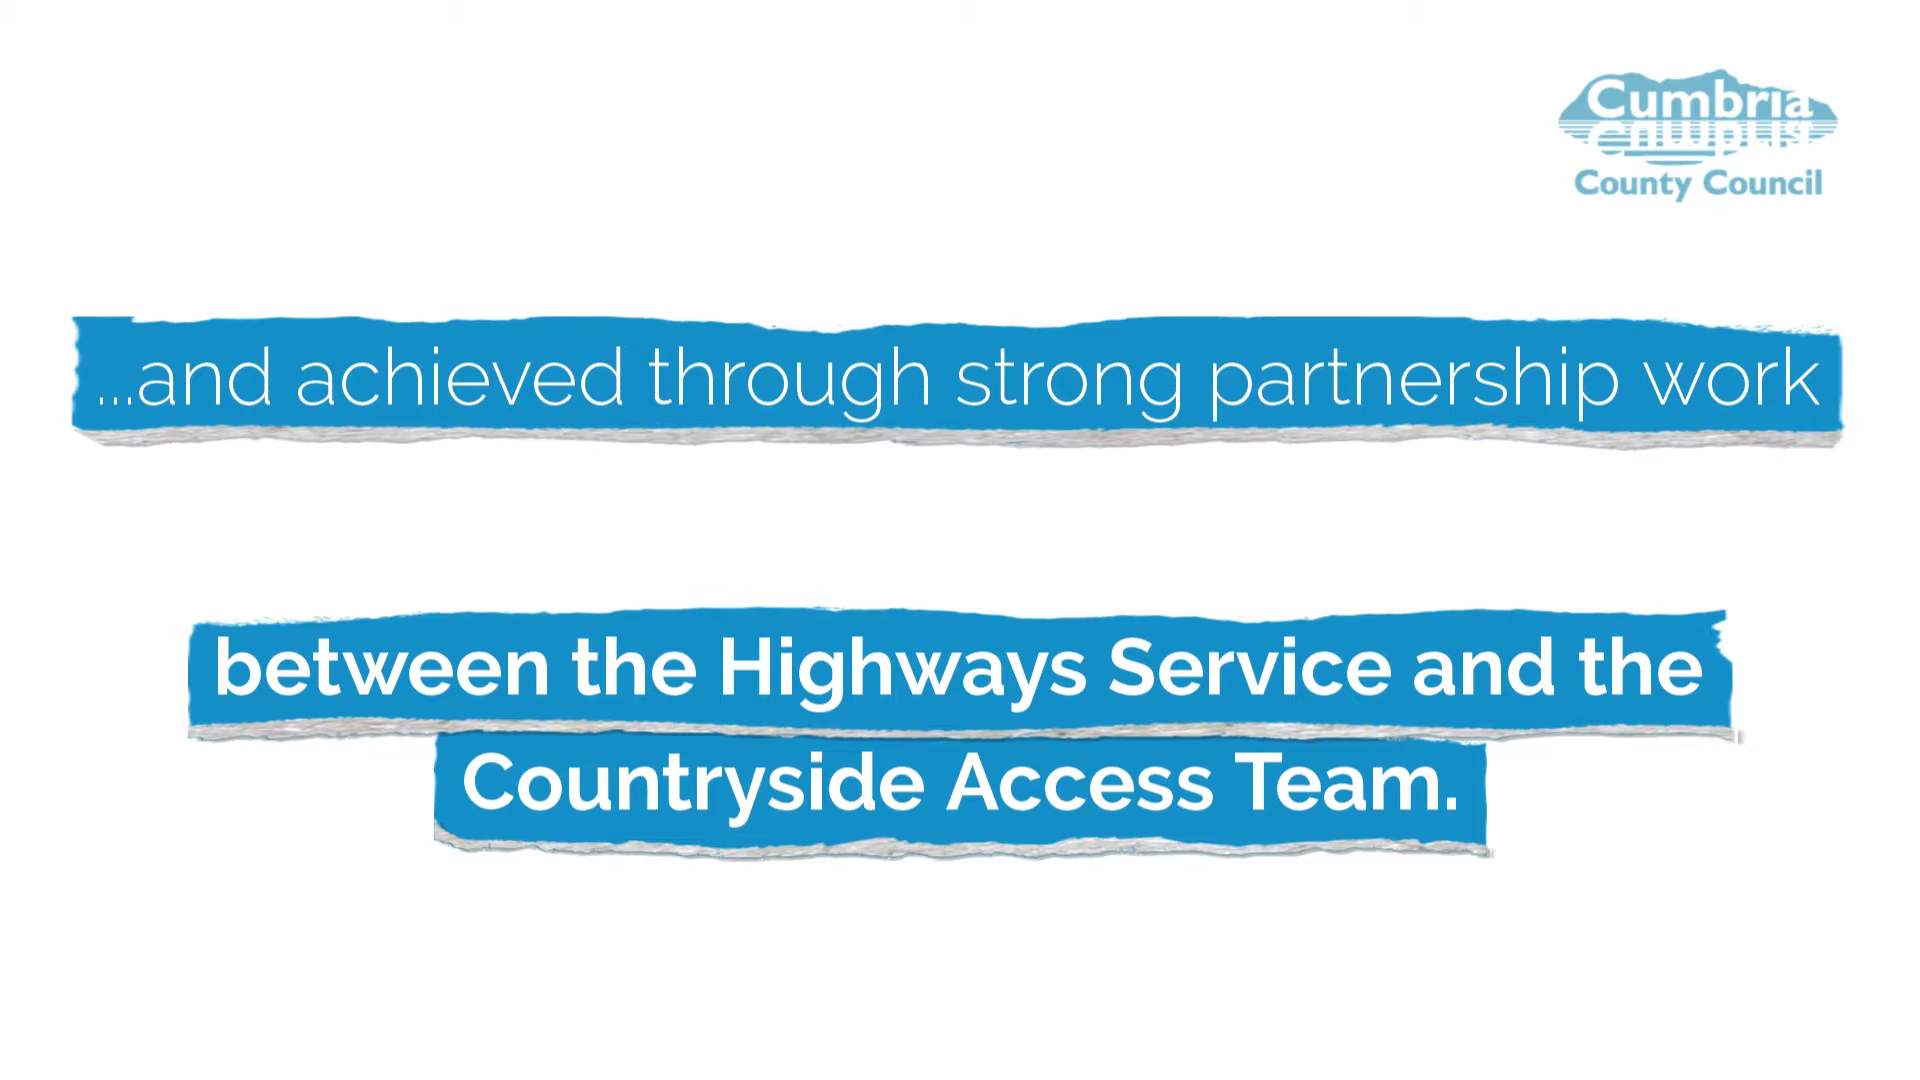 Cumbria
County Council
...and achieved through strong partnership work
between the Highways Service and the
Countryside Access Team.